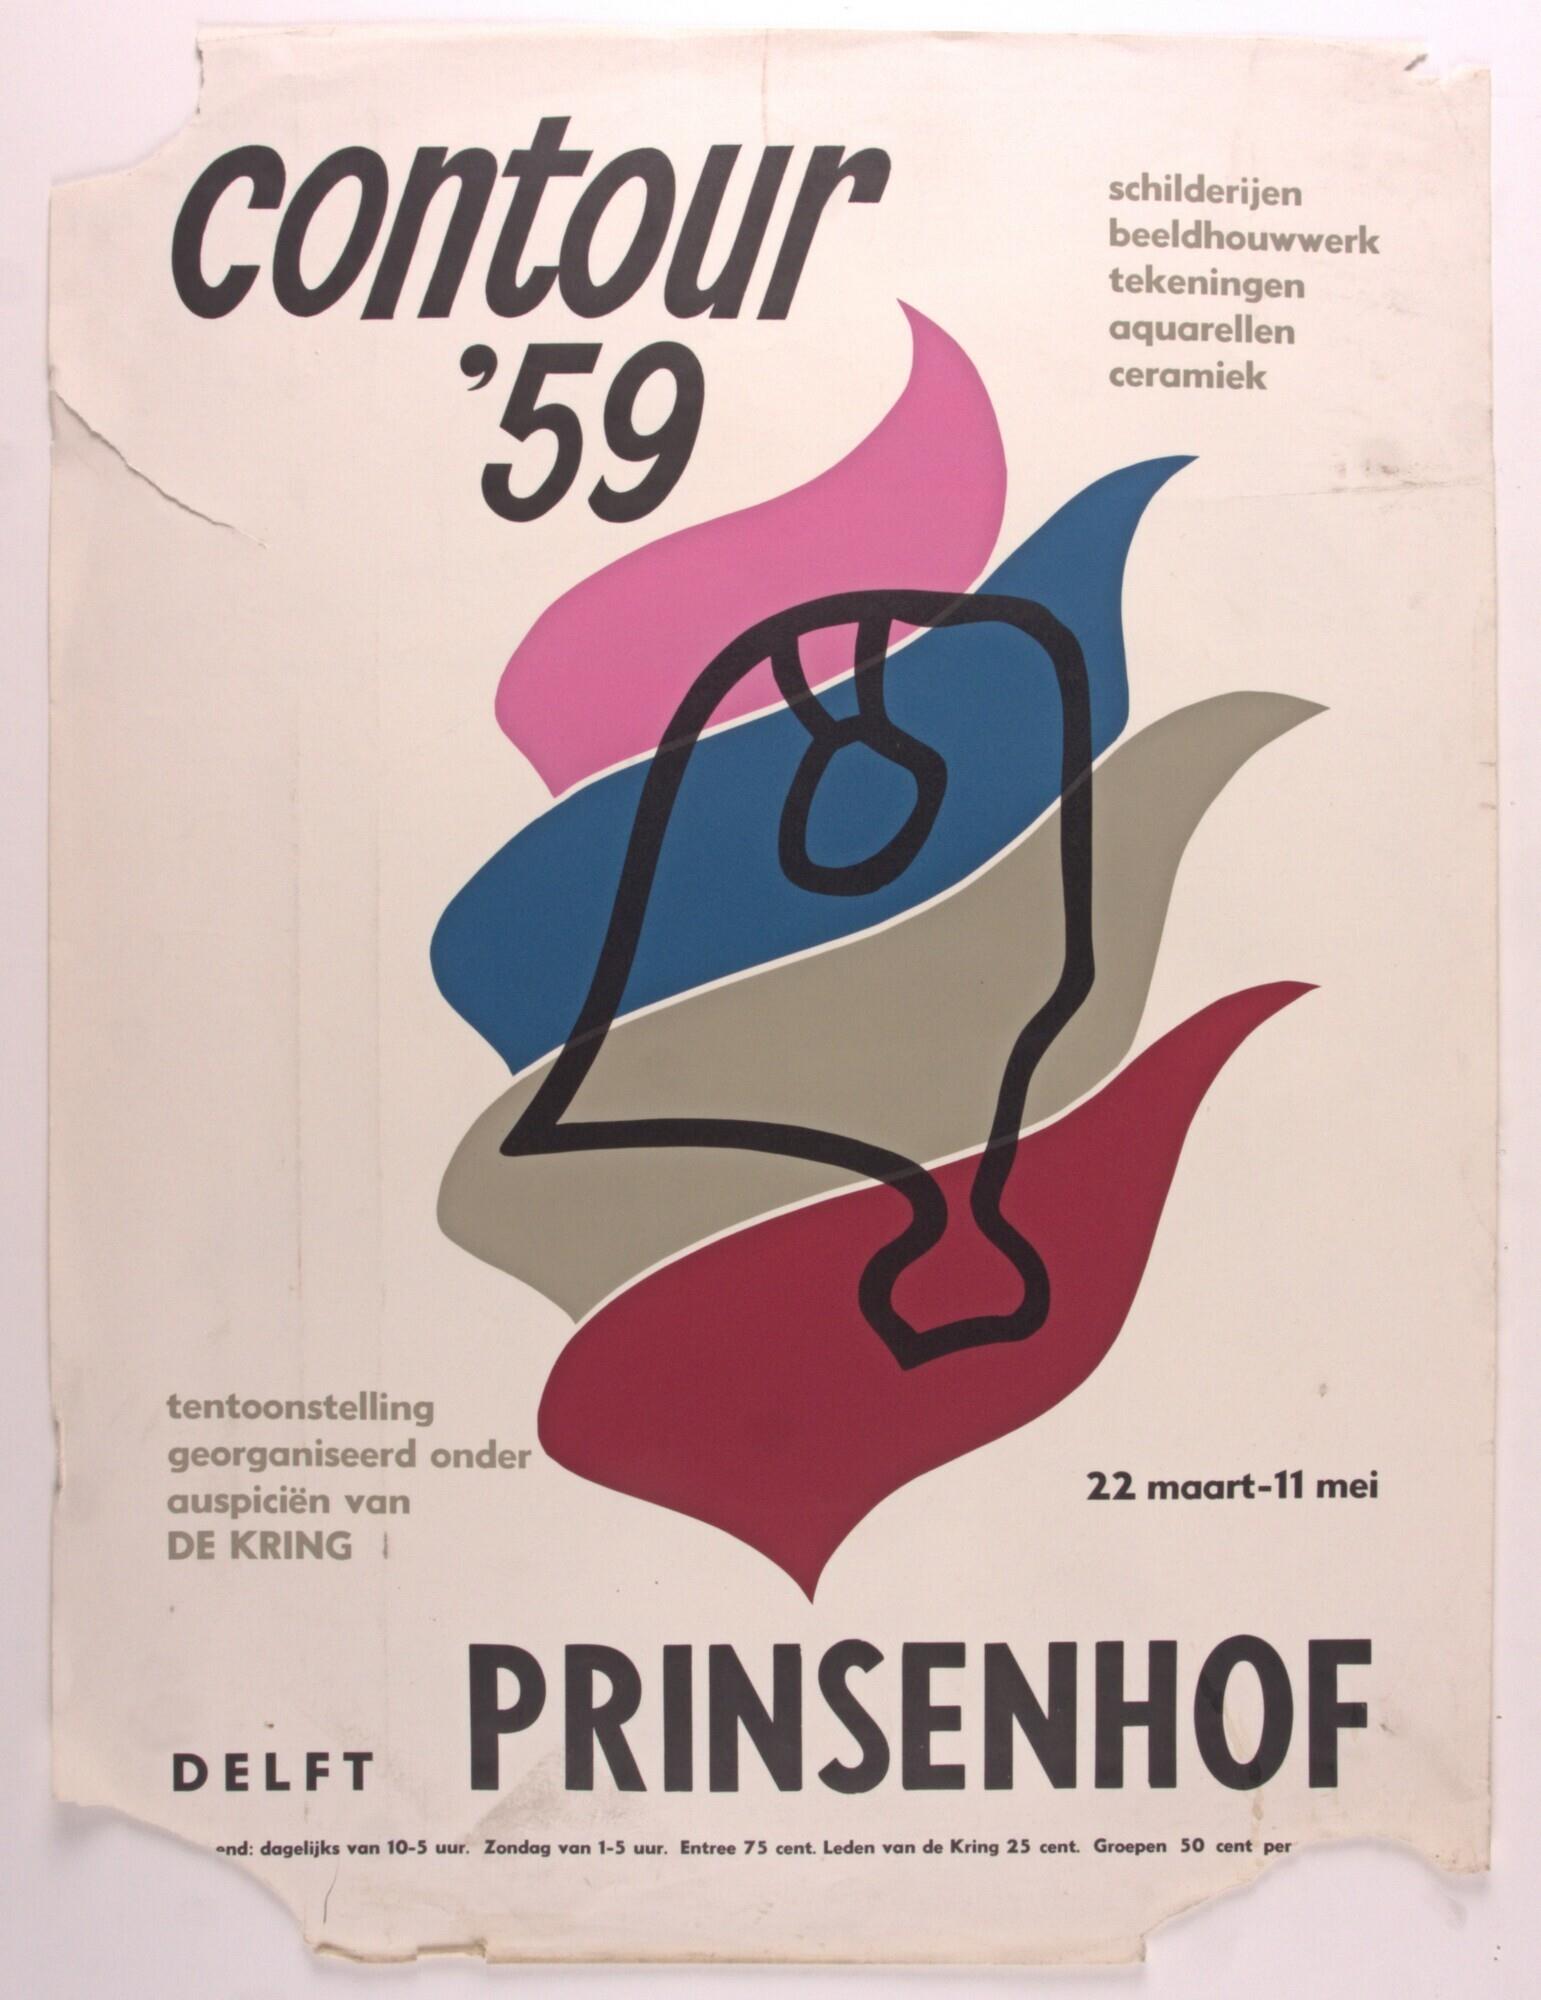 contour
'59
schilderijen
beeldhouwwerk
tekeningen
aquarellen
ceramiek
tentoonstelling
georganiseerd onder
auspiciën van
DE KRING
22 maart-11 mei
DELFT PRINSENHOF
end: dagelijks van 10-5 uur. Zondag van 1-5 uur. Entree 75 cent. Leden van de Kring 25 cent. Groepen 50 cent per